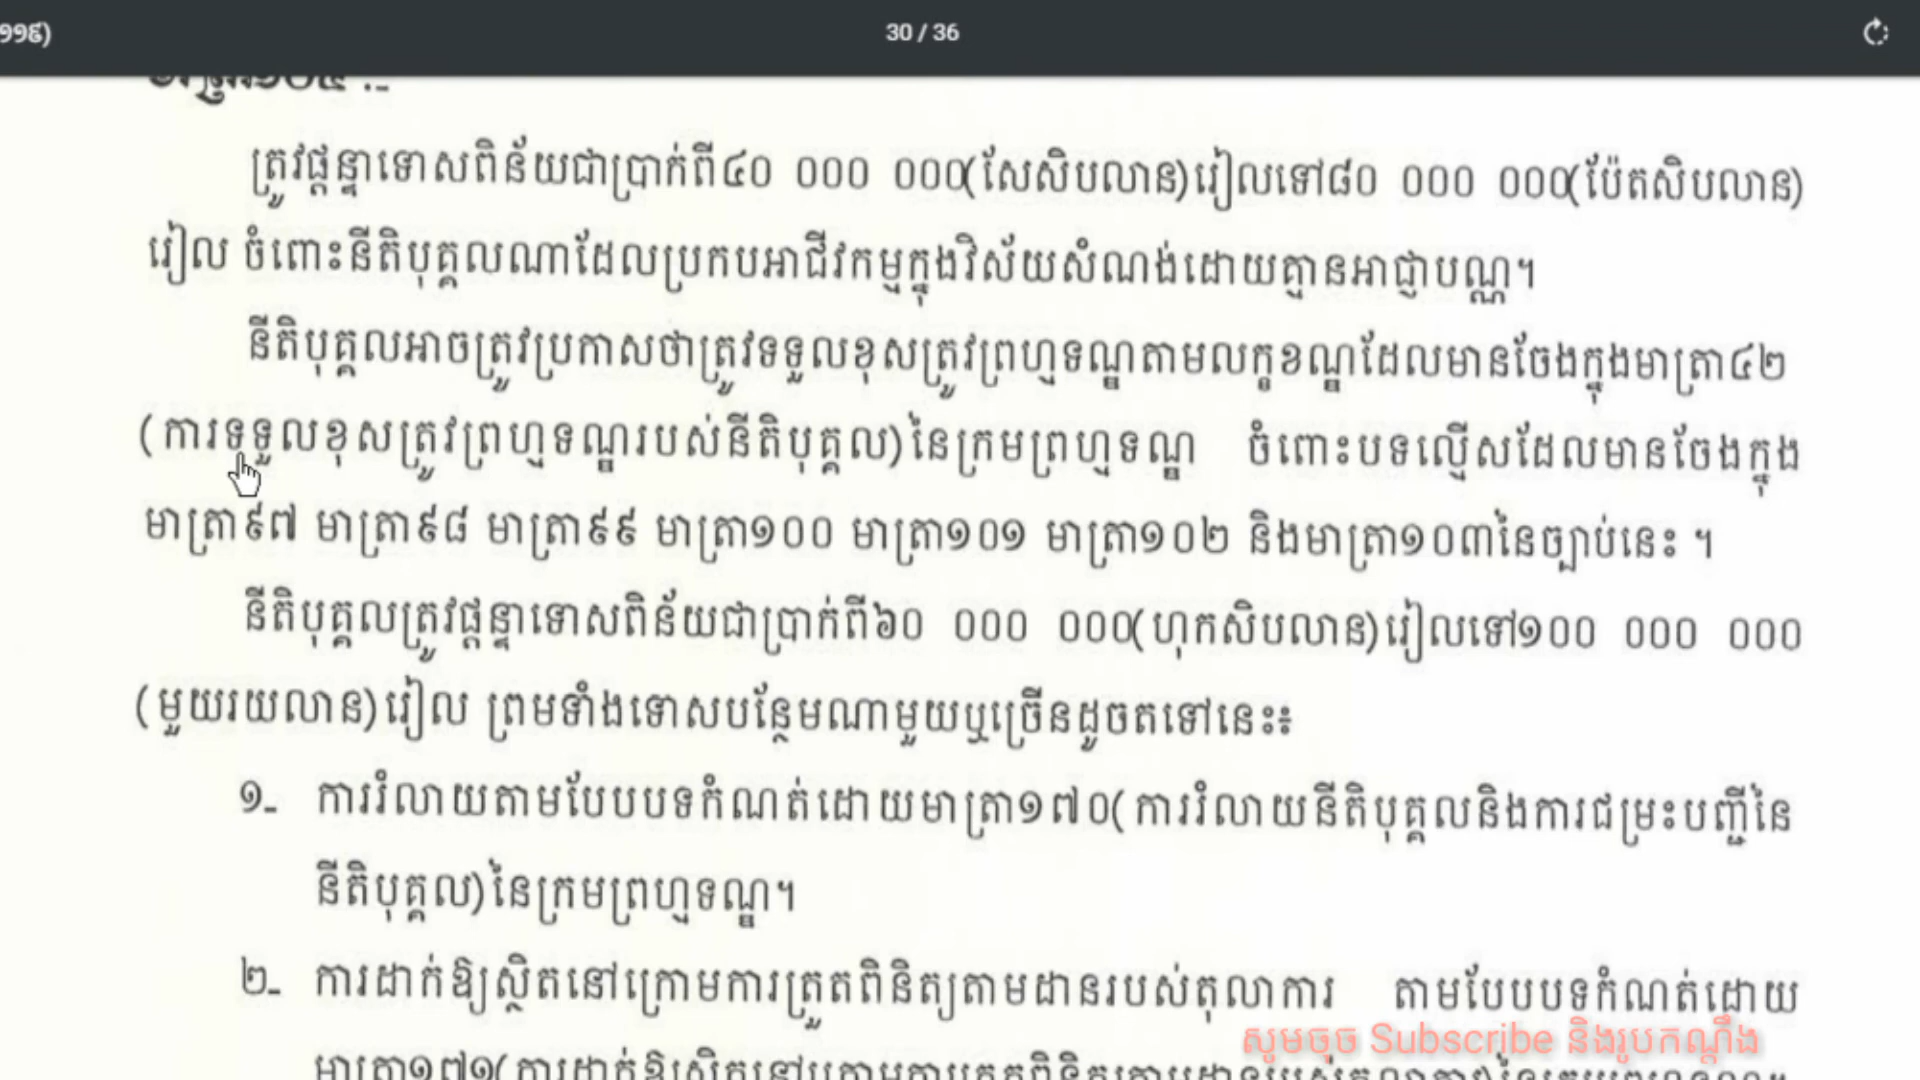 ១១៩)
30 / 36
ត្រូវផ្តន្ទាទោសពិន័យជាប្រាក់ពី៤០ ០០០ ០០០(សែសិបលាន)រៀលទៅ៨០ ០០០ ០០០(ប៉ែតសិបលាន)
រៀល ចំពោះនីតិបុគ្គលណាដែលប្រកបអាជីវកម្មក្នុងវិស័យសំណង់ដោយគ្មានអាជ្ញាបណ្ណ។
នីតិបុគ្គលអាចត្រូវប្រកាសថាត្រូវទទួលខុសត្រូវព្រហ្មទណ្ឌតាមលក្ខខណ្ឌដែលមានចែងក្នុងមាត្រា៤២
(ការទទួលខុសត្រូវព្រហ្មទណ្ឌរបស់នីតិបុគ្គល)នៃក្រមព្រហ្មទណ្ឌ ចំពោះបទល្មើសដែលមានចែងក្នុង
មាត្រា៩៧ មាត្រា៩៨ មាត្រា៩៩ មាត្រា១០០ មាត្រា១០១ មាត្រា១០២ និងមាត្រា១០៣នៃច្បាប់នេះ ។
នីតិបុគ្គលត្រូវផ្តន្ទាទោសពិន័យជាប្រាក់ពី៦០ ០០០ ០០០(ហុកសិបលាន)រៀលទៅ១០០ ០០០ ០០០
(មួយរយលាន)រៀល ព្រមទាំងទោសបន្ថែមណាមួយឬច្រើនដូចតទៅនេះ៖
១- ការរំលាយតាមបែបបទកំណត់ដោយមាត្រា១៧០(ការរំលាយនីតិបុគ្គលនិងការជម្រះបញ្ជីនៃ
នីតិបុគ្គល)នៃក្រមព្រហ្មទណ្ឌ។
២- ការដាក់ឱ្យស្ថិតនៅក្រោមការត្រួតពិនិត្យតាមដានរបស់តុលាការ តាមបែបបទកំណត់ដោយ
សូមចុច Subscribe និងរូបកណ្ដឹង